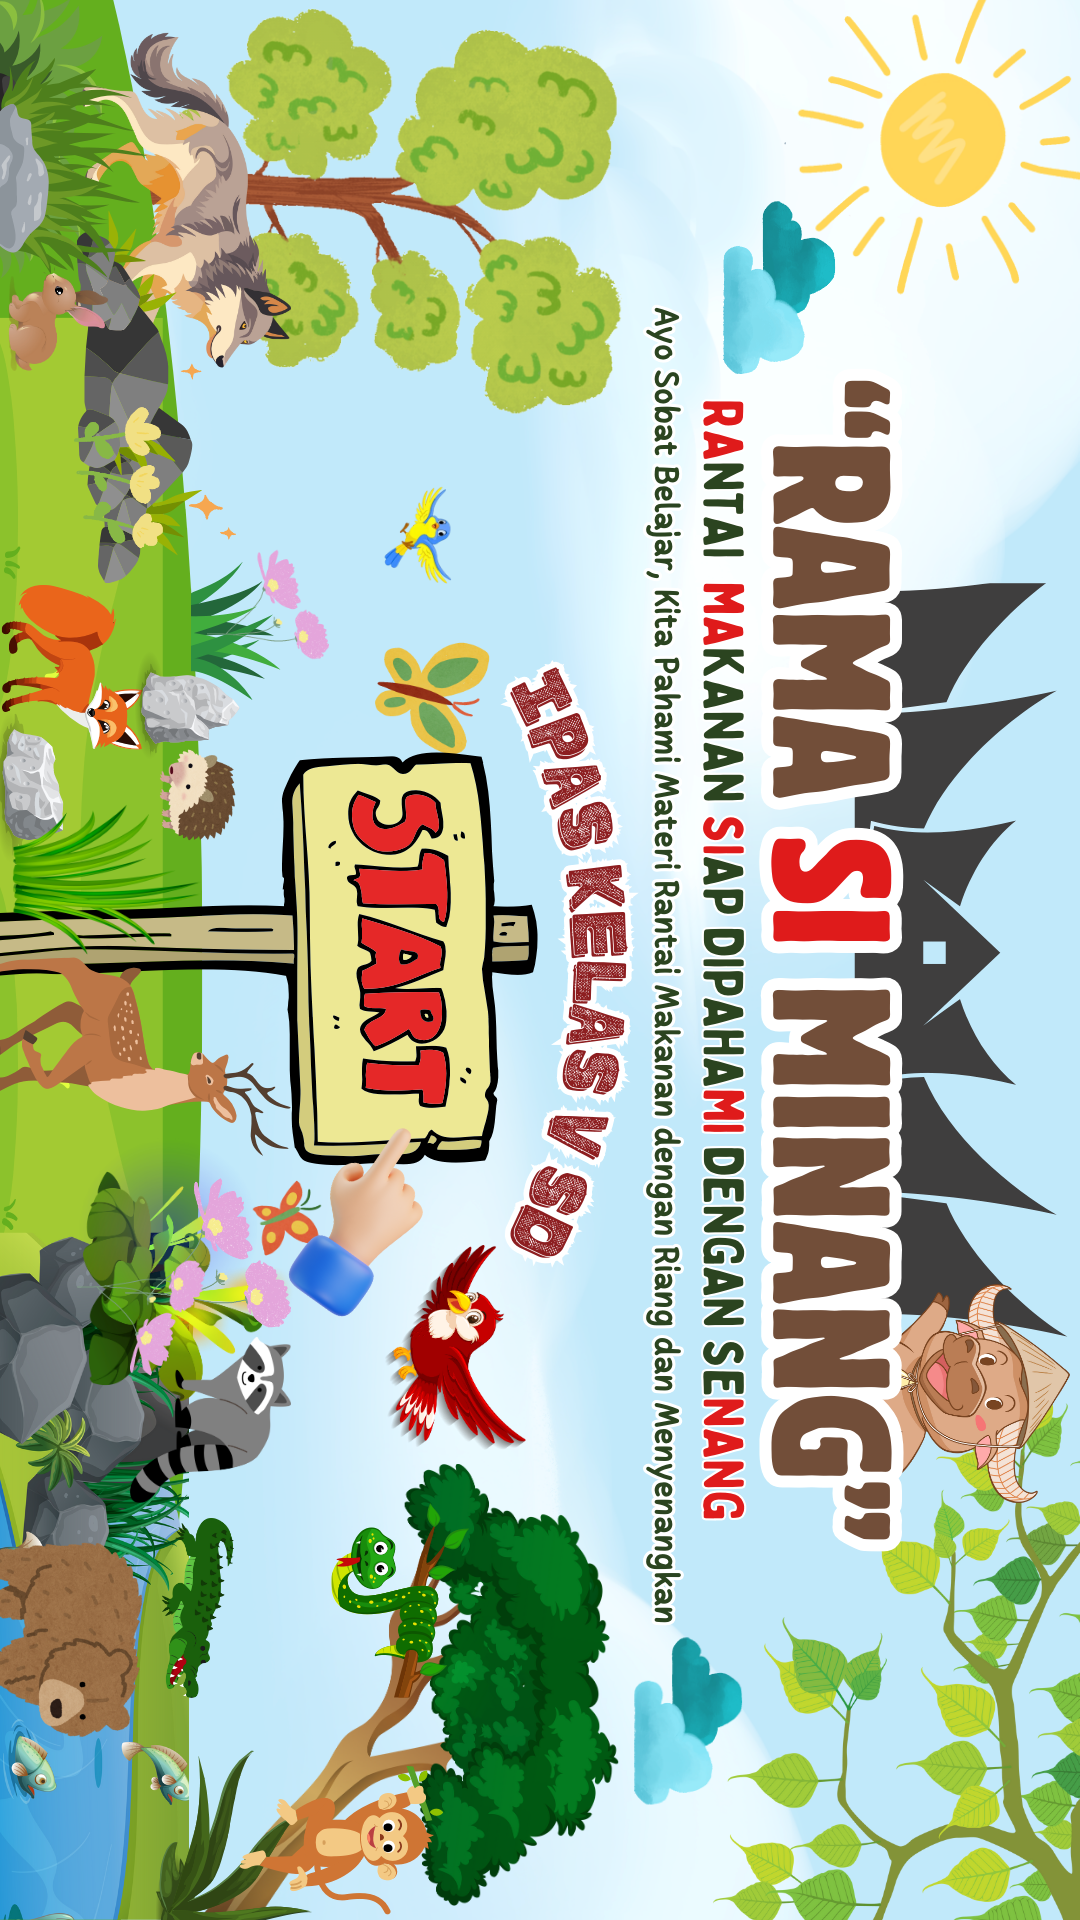 “RAMA SI MINANG”
RANTAI MAKANAN SIAP DIPAHAMI DENGAN SENANG
Ayo Sobat Belajar, Kita Pahami Materi Rantai Makanan dengan Riang dan Menyenangkan
IPAS KELAS V SD
START